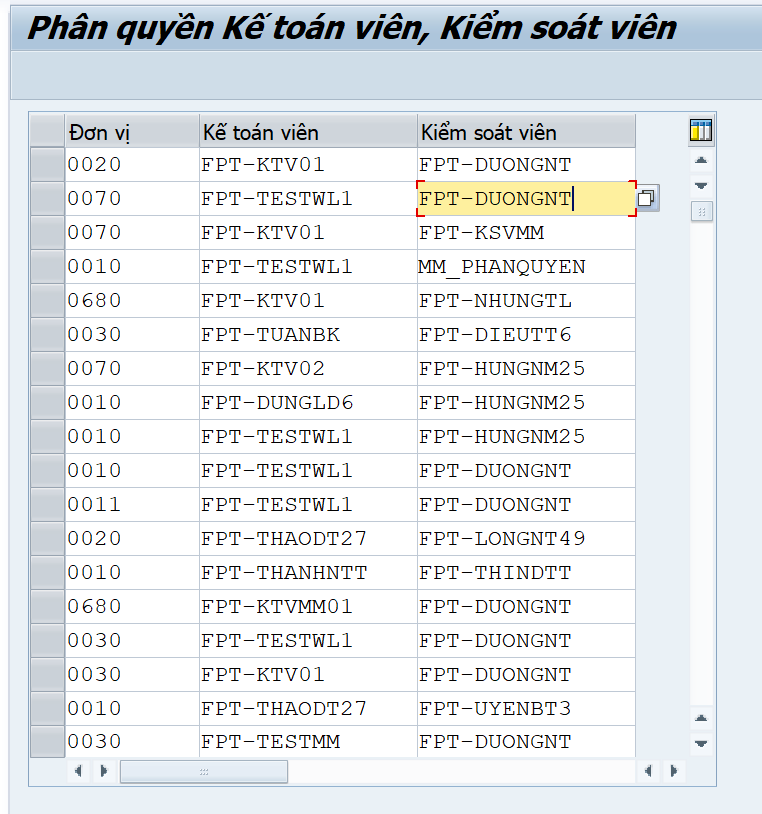 Phân quyền Kế toán viên, Kiểm soát viên
Đơn vị Kế toán viên Kiểm soát viên
0020 FPT-KTV01 FPT-DUONGNT
0070 FPT-TESTWL1 FPT-DUONGNT
0070 FPT-KTV01 FPT-KSVMM
0010 FPT-TESTWL1 MM_PHANQUYEN
0680 FPT-KTV01 FPT-NHUNGTL
0030 FPT-TUANBK FPT-DIEUTT6
0070 FPT-KTV02 FPT-HUNGNM25
0010 FPT-DUNGLD6 FPT-HUNGNM25
0010 FPT-TESTWL1 FPT-HUNGNM25
0010 FPT-TESTWL1 FPT-DUONGNT
0011 FPT-TESTWL1 FPT-DUONGNT
0020 FPT-THAODT27 FPT-LONGNT49
0010 FPT-THANHNTT FPT-THINDTT
0680 FPT-KTVMM01 FPT-DUONGNT
0030 FPT-TESTWL1 FPT-DUONGNT
0030 FPT-KTV01 FPT-DUONGNT
0010 FPT-THAODT27 FPT-UYENBT3
0030 FPT-TESTMM FPT-DUONGNT